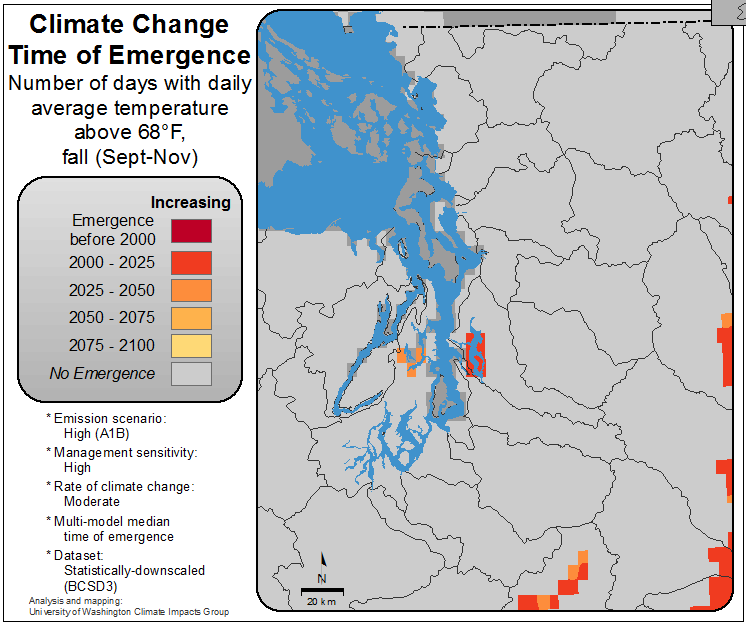 Climate Change
Time of Emergence
Number of days with daily
average temperature
above 68°F,
fall (Sept-Nov)
Increasing
Emergence
before 2000
2000 - 2025
2025 - 2050
2050 - 2075
2075 - 2100
No Emergence
* Emission scenario:
High (A1B)
* Management sensitivity:
High
* Rate of climate change:
Moderate
* Multi-model median
time of emergence
* Dataset:
Statistically-downscaled
(BCSD3)
Analysis and mapping:
University of Washington Climate Impacts Group
N
20 km